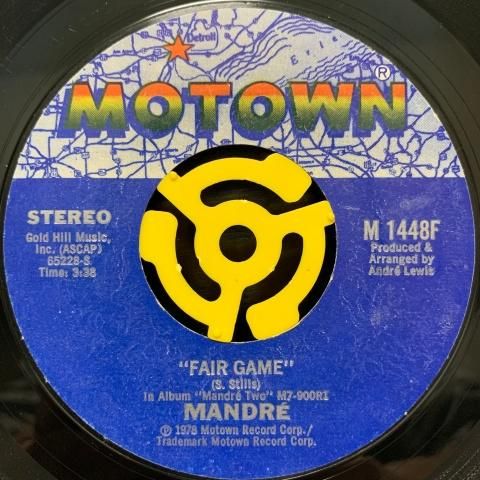 Detroit
Erie
MOTOWN®
STEREO
Gold Hill Music,
Inc. (ASCAP)
65228-S
Time: 3:38
M 1448F
Produced &
Arranged by
André Lewis
"FAIR GAME"
(S. Stills)
In Album "Mandré Two" M7-900R1
MANDRÉ
℗ 1978 Motown Record Corp./
Trademark Motown Record Corp.